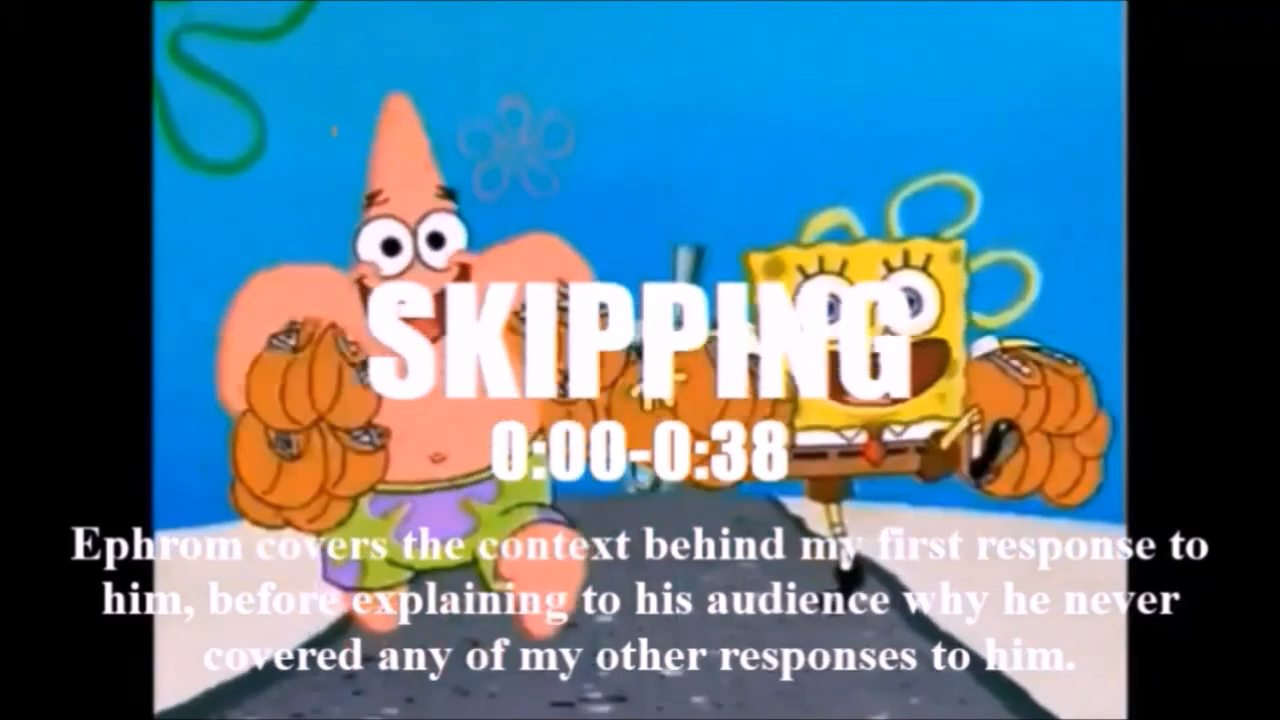 SKIPPING
0:00-0:38
Ephrom covers the context behind my first response to
him, before explaining to his audience why he never
covered any of my other responses to him.